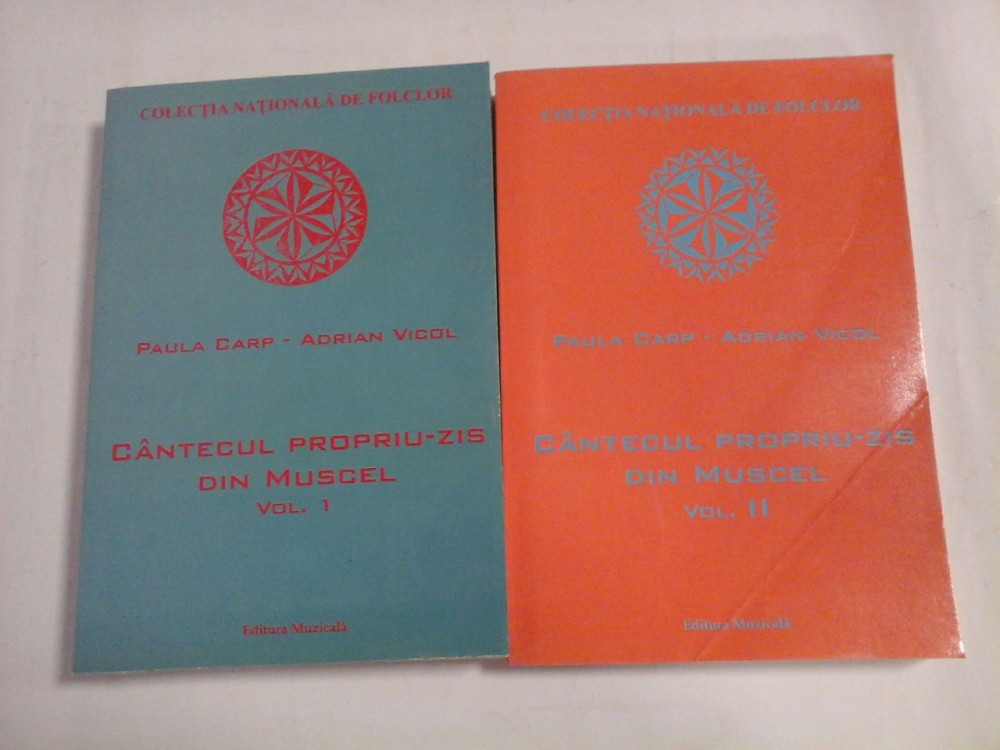 COLECȚIA NAȚIONALĂ DE FOLCLOR
PAULA CARP - ADRIAN VICOL
CÂNTECUL PROPRIU-ZIS
DIN MUSCEL
VOL. 1
Editura Muzicală
COLECȚIA NAȚIONALĂ DE FOLCLOR
PAULA CARP - ADRIAN VICOL
CÂNTECUL PROPRIU-ZIS
DIN MUSCEL
VOL. II
Editura Muzicală